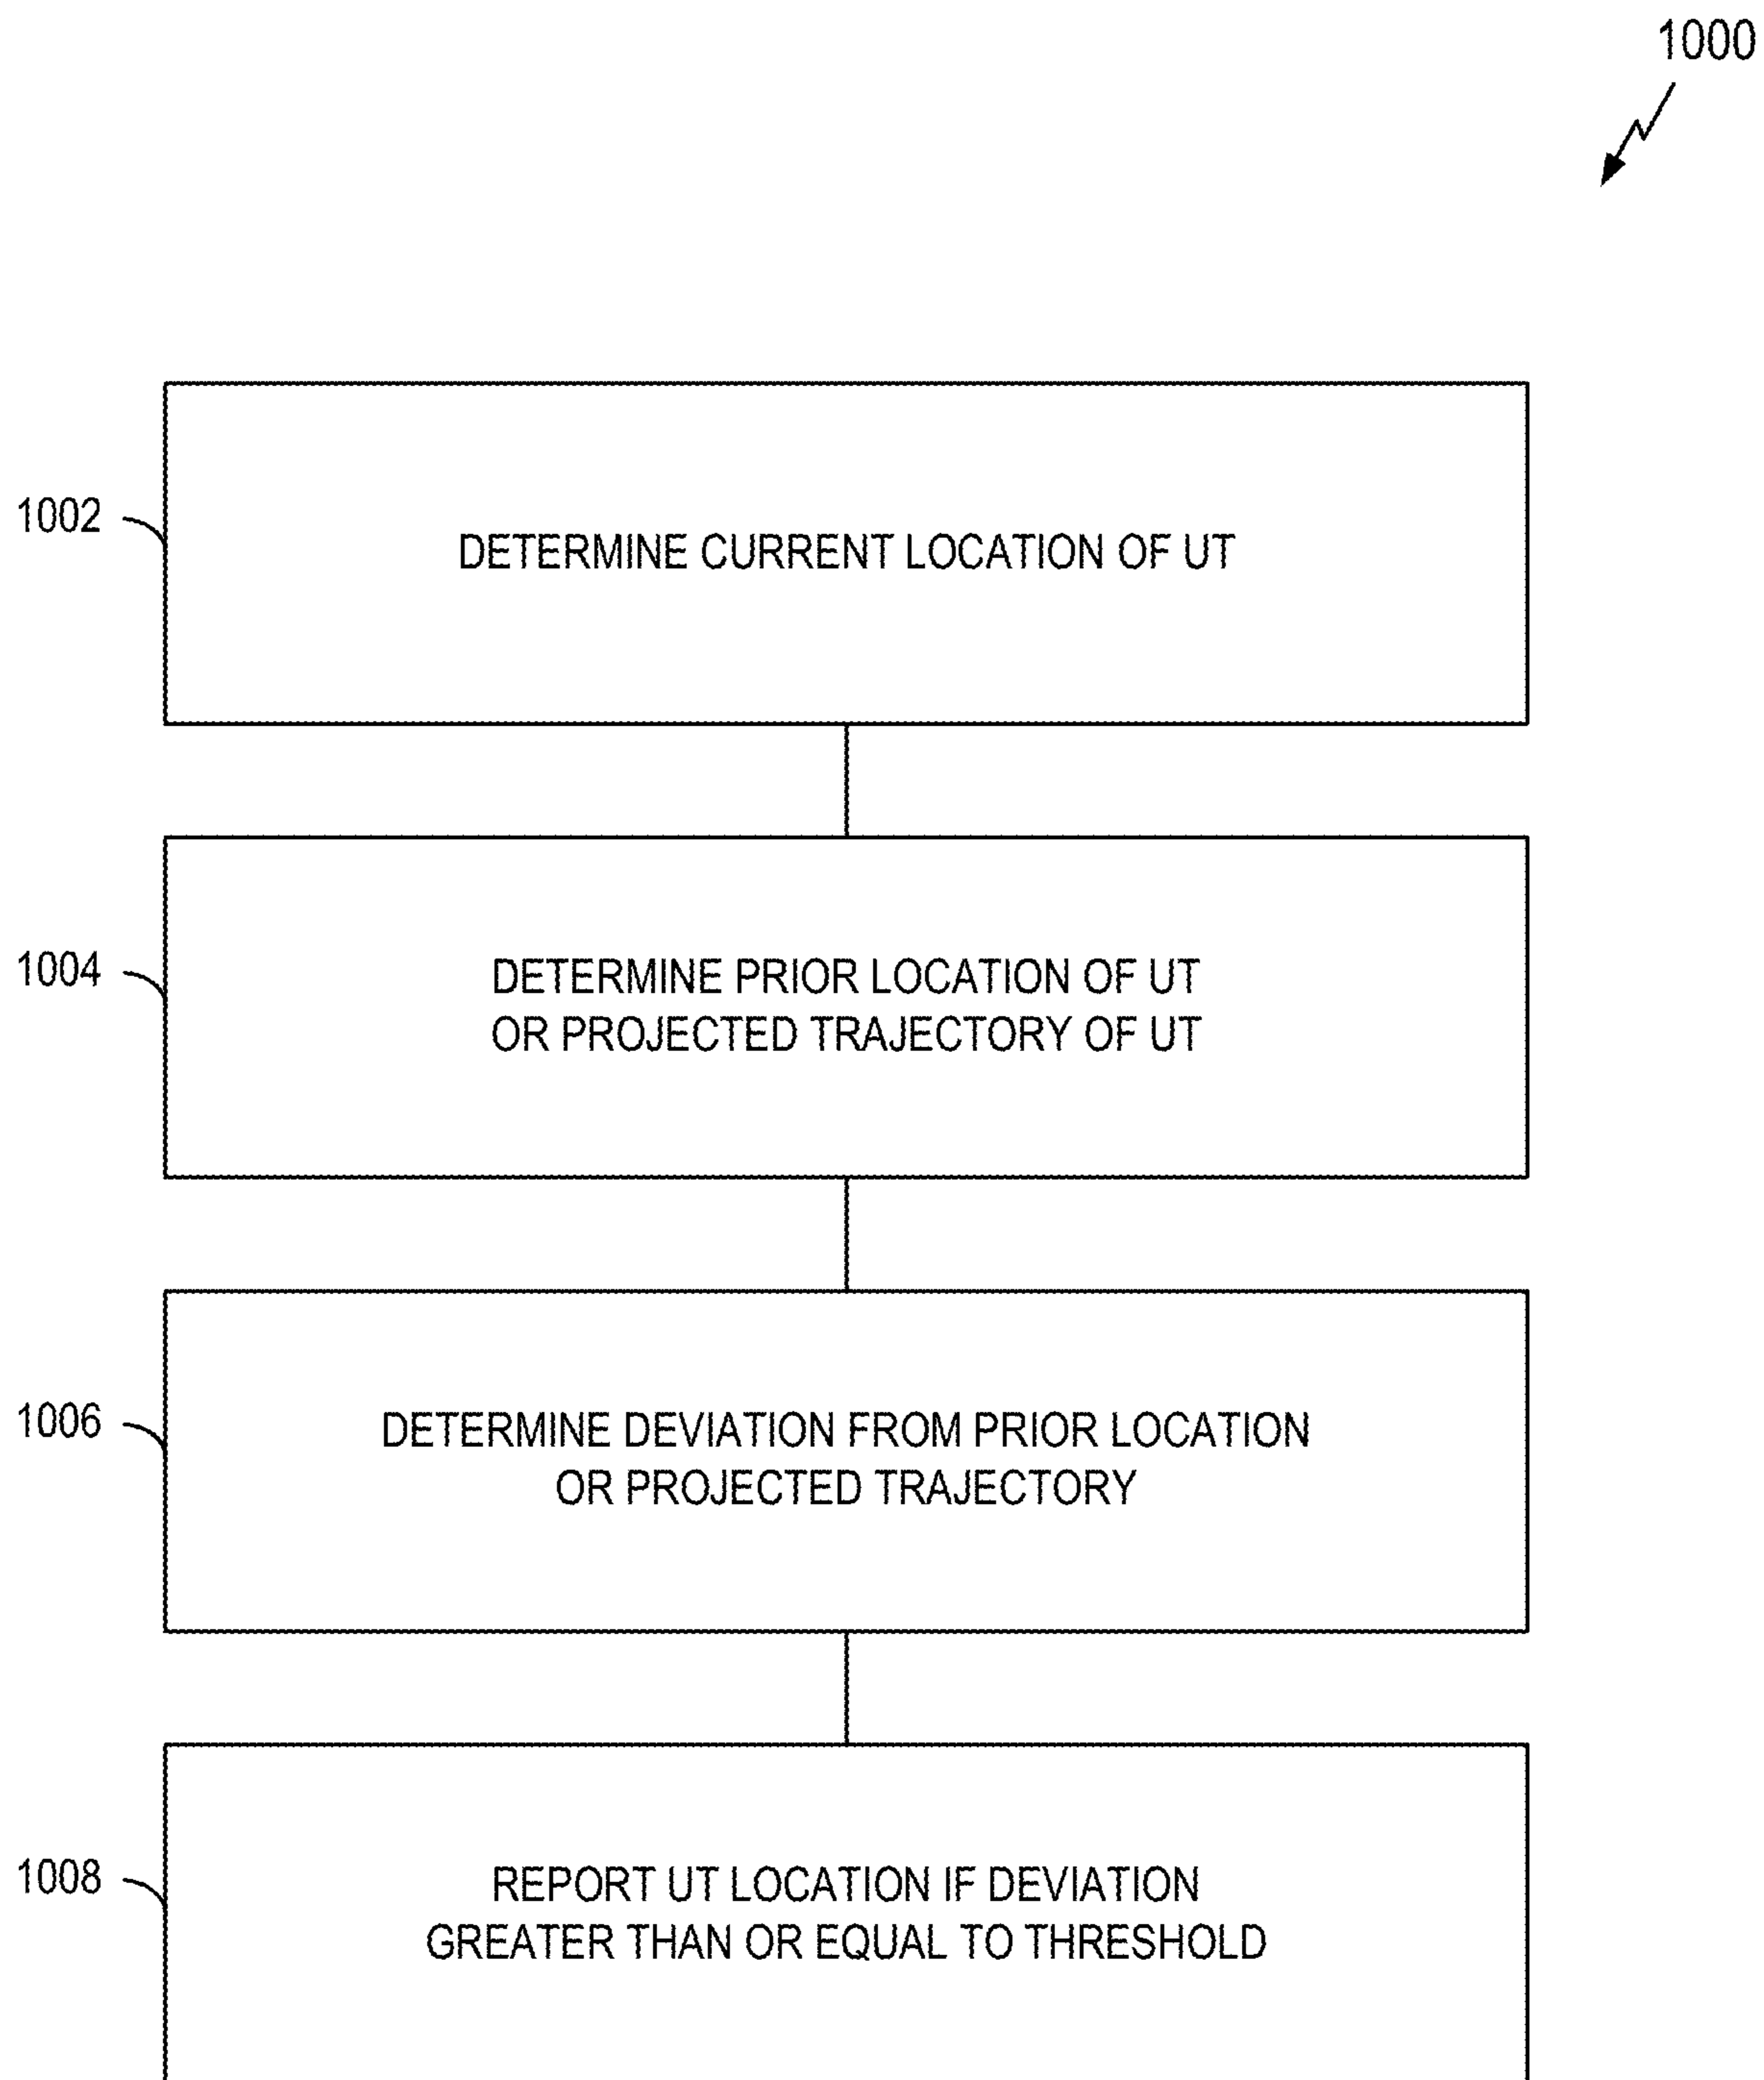 1000
1002
DETERMINE CURRENT LOCATION OF UT
1004
DETERMINE PRIOR LOCATION OF UT
OR PROJECTED TRAJECTORY OF UT
1006
DETERMINE DEVIATION FROM PRIOR LOCATION
OR PROJECTED TRAJECTORY
1008
REPORT UT LOCATION IF DEVIATION
GREATER THAN OR EQUAL TO THRESHOLD